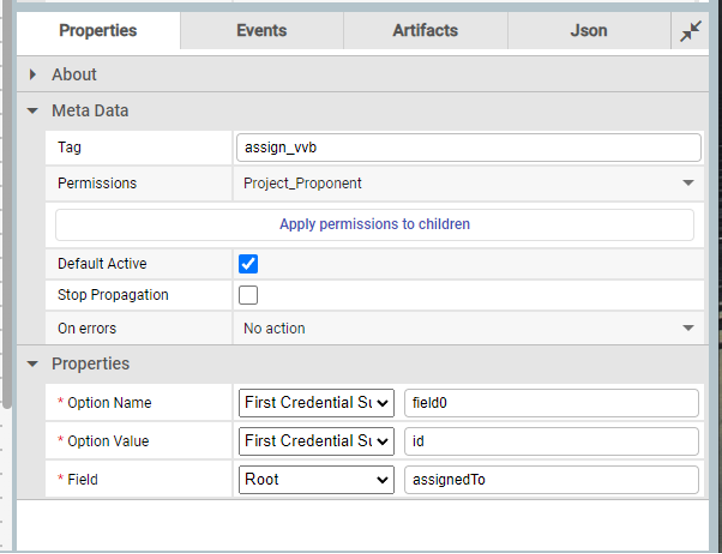 Properties Events Artifacts Json
About
Meta Data
Tag assign_vvb
Permissions Project_Proponent
Apply permissions to children
Default Active
Stop Propagation
On errors No action
Properties
* Option Name First Credential Su field0
* Option Value First Credential Su id
* Field Root assignedTo